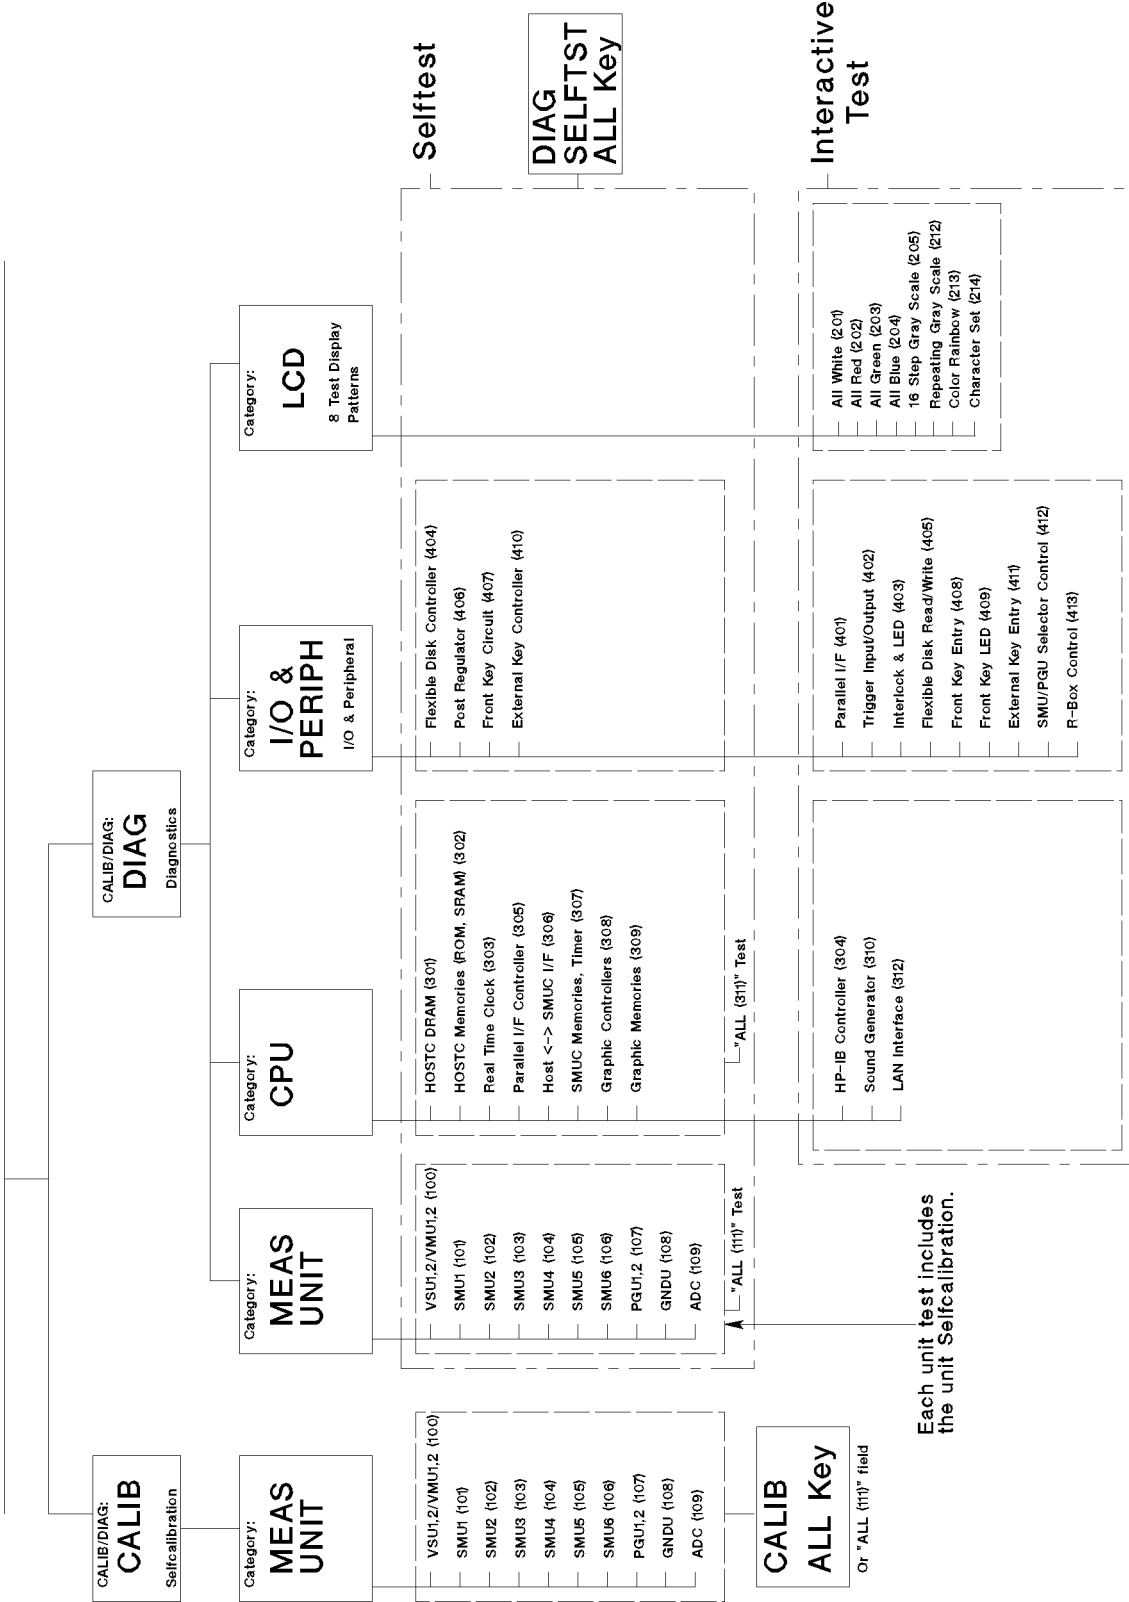 CALIB/DIAG:
CALIB
Selfcalibration
CALIB/DIAG:
DIAG
Diagnostics
Category:
MEAS
UNIT
Category:
MEAS
UNIT
Category:
CPU
Category:
I/O &
PERIPH
I/O & Peripheral
Category:
LCD
8 Test Display
Patterns
Selftest
VSU1,2/VMU1,2 (100)
SMU1 (101)
SMU2 (102)
SMU3 (103)
SMU4 (104)
SMU5 (105)
SMU6 (106)
PGU1,2 (107)
GNDU (108)
ADC (109)
VSU1,2/VMU1,2 (100)
SMU1 (101)
SMU2 (102)
SMU3 (103)
SMU4 (104)
SMU5 (105)
SMU6 (106)
PGU1,2 (107)
GNDU (108)
ADC (109)
"ALL (111)" Test
HOSTC DRAM (301)
HOSTC Memories (ROM, SRAM) (302)
Real Time Clock (303)
Parallel I/F Controller (305)
Host <-> SMUC I/F (306)
SMUC Memories, Timer (307)
Graphic Controllers (308)
Graphic Memories (309)
"ALL (311)" Test
Flexible Disk Controller (404)
Post Regulator (406)
Front Key Circuit (407)
External Key Controller (410)
DIAG
SELFTST
ALL Key
CALIB
ALL Key
Or "ALL (111)" field
Each unit test includes
the unit Selfcalibration.
HP-IB Controller (304)
Sound Generator (310)
LAN Interface (312)
Parallel I/F (401)
Trigger Input/Output (402)
Interlock & LED (403)
Flexible Disk Read/Write (405)
Front Key Entry (408)
Front Key LED (409)
External Key Entry (411)
SMU/PGU Selector Control (412)
R-Box Control (413)
All White (201)
All Red (202)
All Green (203)
All Blue (204)
16 Step Gray Scale (205)
Repeating Gray Scale (212)
Color Rainbow (213)
Character Set (214)
Interactive
Test